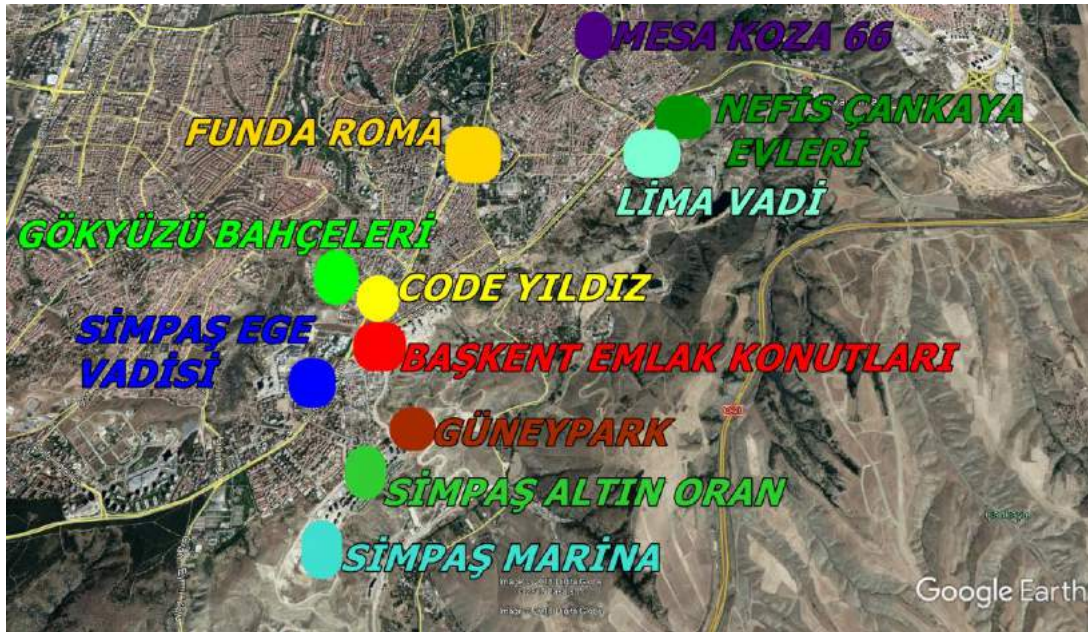 MESA KOZA 66
NEFİS ÇANKAYA
EVLERİ
FUNDA ROMA
LİMA VADİ
GÖKYÜZÜ BAHÇELERİ
CODE YILDIZ
SİMPAŞ EGE
VADİSİ
BAŞKENT EMLAK KONUTLARI
GÜNEYPARK
SİMPAŞ ALTIN ORAN
SİMPAŞ MARİNA
Çankaya
Google Earth